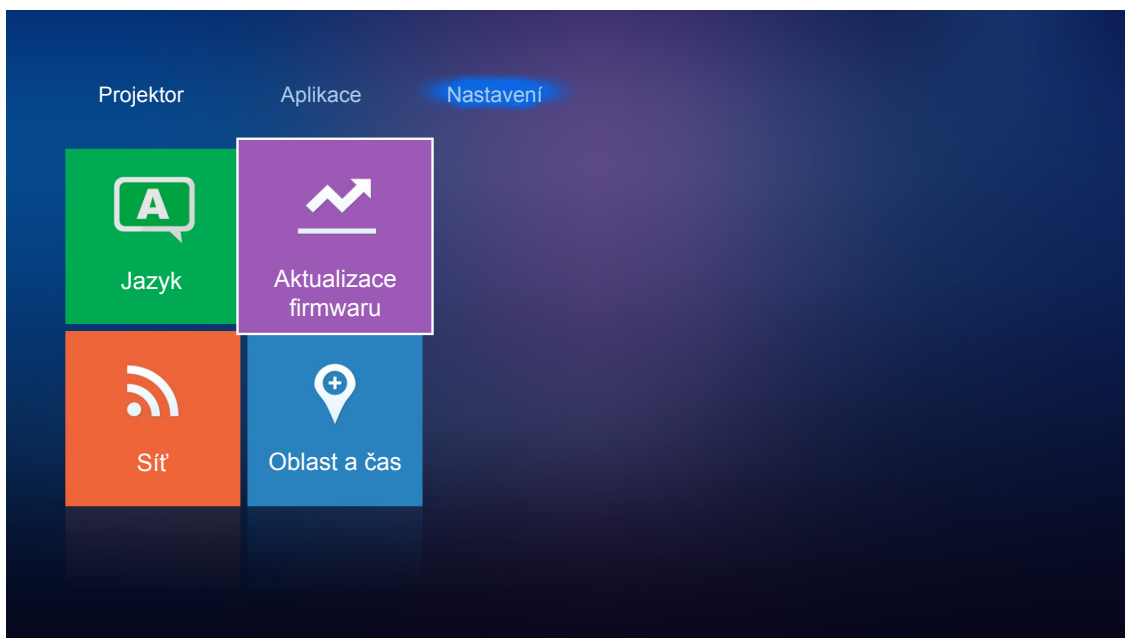 Projektor
Aplikace
Nastavení
A
Jazyk
Aktualizace
firmwaru
Síť
Oblast a čas